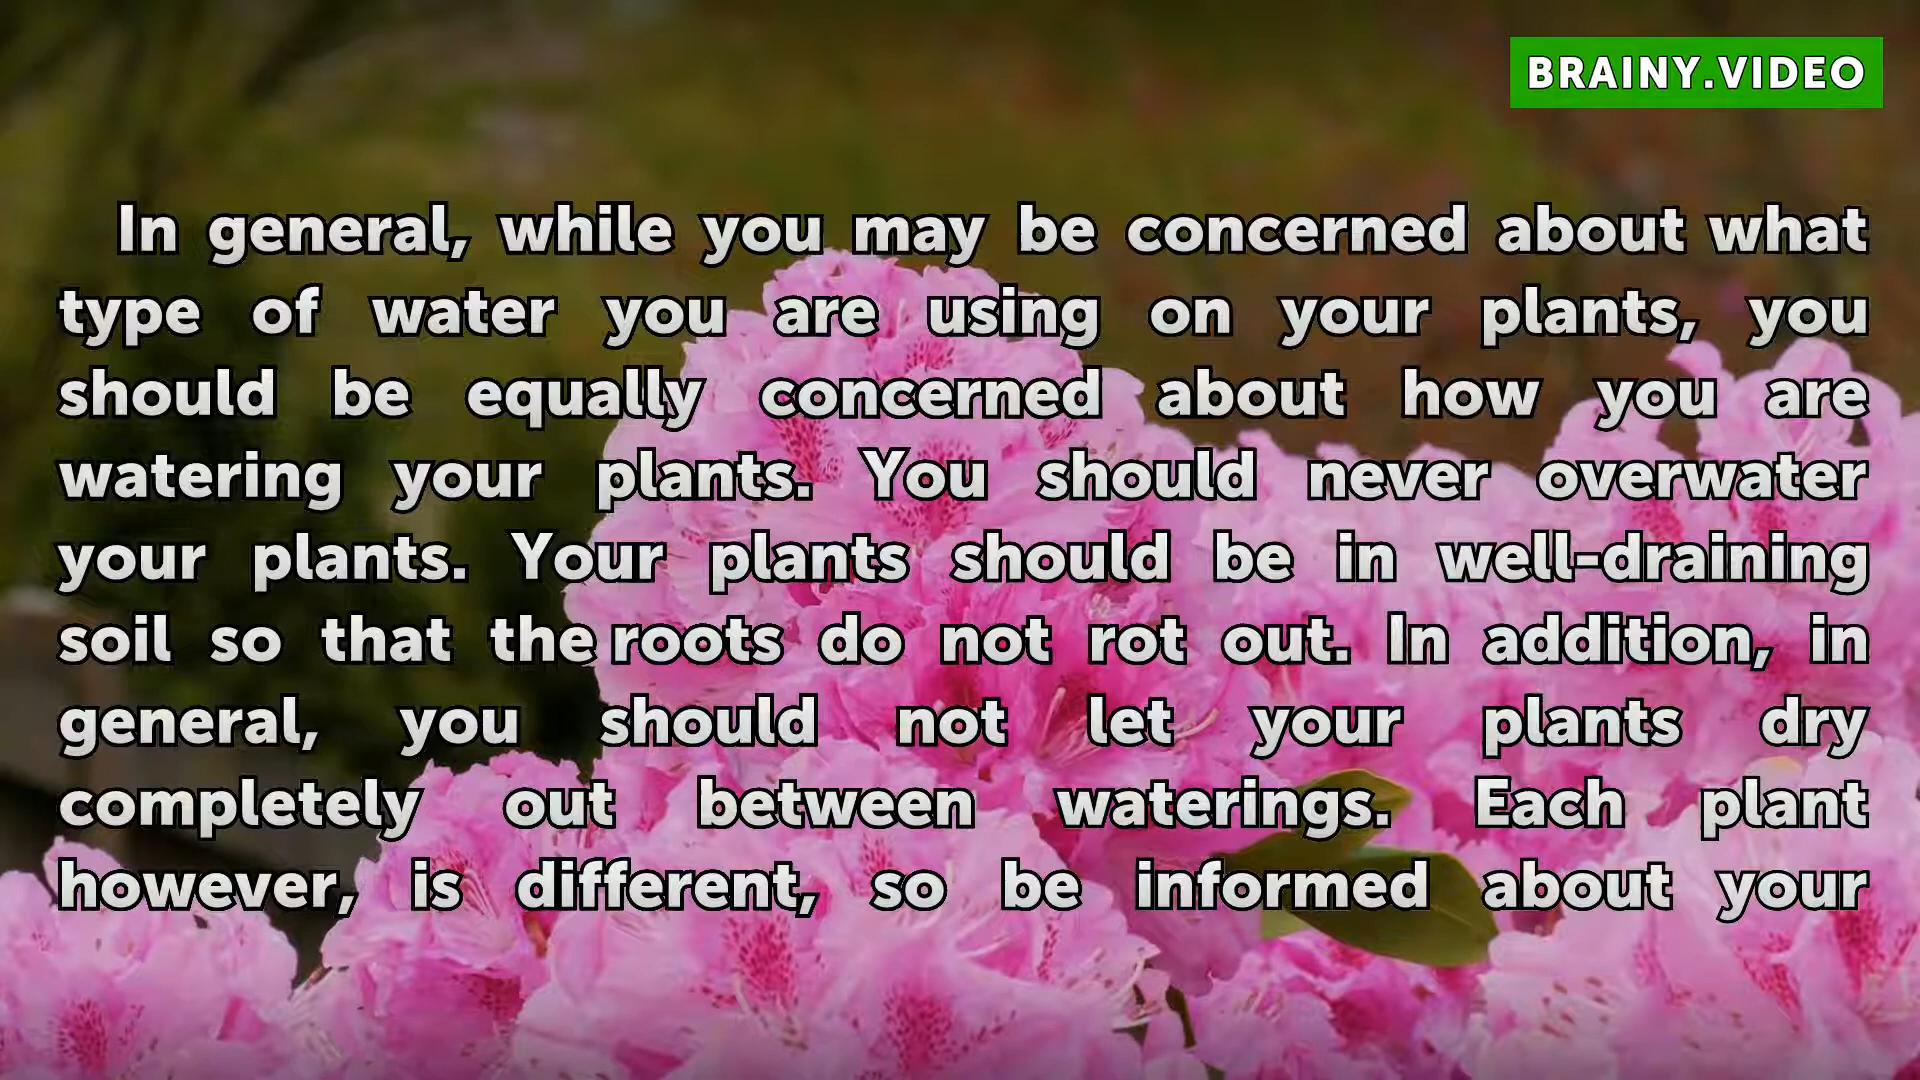 BRAINY.VIDEO
In general, while you may be concerned about what
type of water you are using on your plants, you
should be equally concerned about how you are
watering your plants. You should never overwater
your plants. Your plants should be in well-draining
soil so that the roots do not rot out. In addition, in
general, you should not let your plants dry
completely out between waterings. Each plant
however, is different, so be informed about your